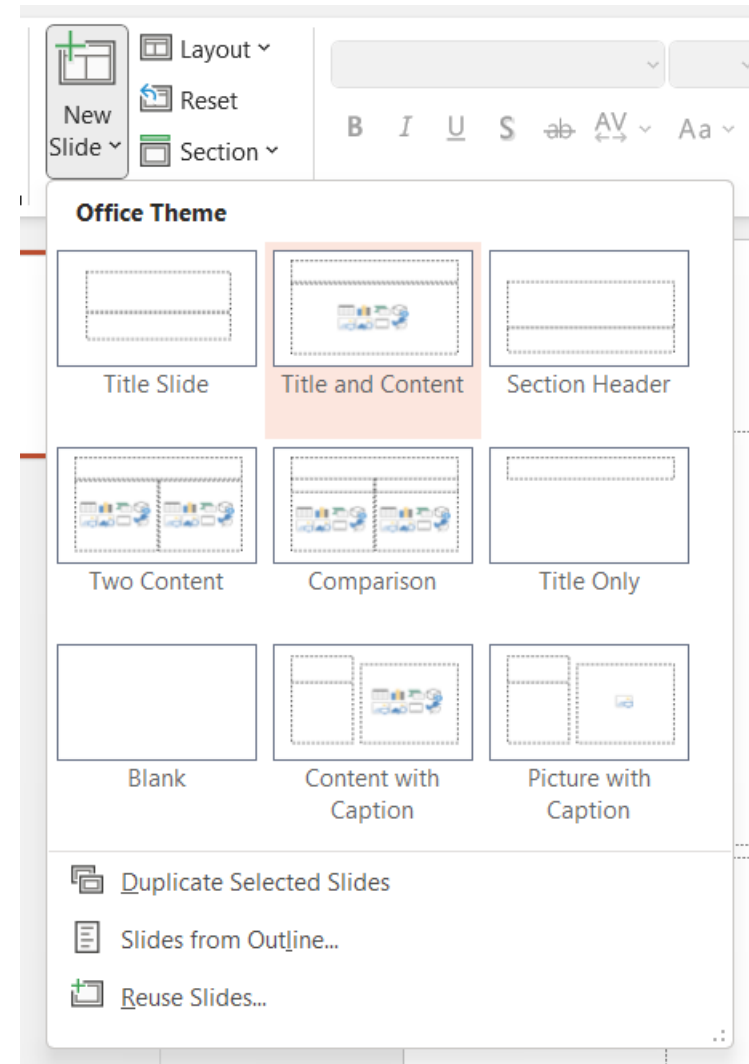 New
Slide
Layout
Reset
Section
B I U S ab AV Aa
Office Theme
Title Slide
Title and Content
Section Header
Two Content
Comparison
Title Only
Blank
Content with
Caption
Picture with
Caption
Duplicate Selected Slides
Slides from Outline...
Reuse Slides...